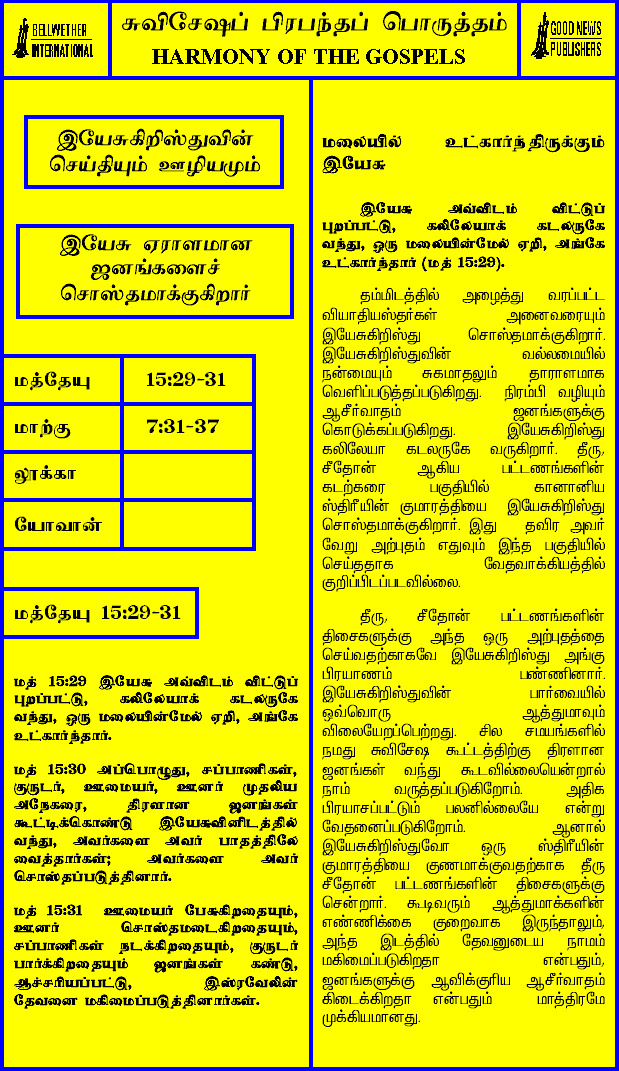 BELLWETHER
INTERNATIONAL
சுவிசேஷப் பிரபந்தப் பொருத்தம்
HARMONY OF THE GOSPELS
GOOD NEWS
PUBLISHERS
இயேசுகிறிஸ்துவின்
செய்தியும் ஊழியமும்
இயேசு ஏராளமான
ஜனங்களைச்
சொஸ்தமாக்குகிறார்
மத்தேயு 15:29-31
மாற்கு 7:31-37
லூக்கா
யோவான்
மத்தேயு 15:29-31
மத் 15:29 இயேசு அவ்விடம் விட்டுப்
புறப்பட்டு, கலிலேயாக் கடலருகே
வந்து, ஒரு மலையின்மேல் ஏறி, அங்கே
உட்கார்ந்தார்.
மத் 15:30 அப்பொழுது, சப்பாணிகள்,
குருடர், ஊமையர், ஊனர் முதலிய
அநேகரை, திரளான ஜனங்கள்
கூட்டிக்கொண்டு இயேசுவினிடத்தில்
வந்து, அவர்களை அவர் பாதத்திலே
வைத்தார்கள்; அவர்களை அவர்
சொஸ்தப்படுத்தினார்.
மத் 15:31 ஊமையர் பேசுகிறதையும்,
ஊனர் சொஸ்தமடைகிறதையும்,
சப்பாணிகள் நடக்கிறதையும், குருடர்
பார்க்கிறதையும் ஜனங்கள் கண்டு,
ஆச்சரியப்பட்டு, இஸ்ரவேலின்
தேவனை மகிமைப்படுத்தினார்கள்.
மலையில் உட்கார்ந்திருக்கும்
இயேசு
இயேசு அவ்விடம் விட்டுப்
புறப்பட்டு, கலிலேயாக் கடலருகே
வந்து, ஒரு மலையின்மேல் ஏறி, அங்கே
உட்கார்ந்தார் (மத் 15:29).
தம்மிடத்தில் அழைத்து வரப்பட்ட
வியாதியஸ்தர்கள் அனைவரையும்
இயேசுகிறிஸ்து சொஸ்தமாக்குகிறார்.
இயேசுகிறிஸ்துவின் வல்லமையில்
நன்மையும் சுகமாதலும் தாராளமாக
வெளிப்படுத்தப்படுகிறது. நிரம்பி வழியும்
ஆசீர்வாதம் ஜனங்களுக்கு
கொடுக்கப்படுகிறது. இயேசுகிறிஸ்து
கலிலேயா கடலருகே வருகிறார். தீரு,
சீதோன் ஆகிய பட்டணங்களின்
கடற்கரை பகுதியில் கானானிய
ஸ்திரீயின் குமாரத்தியை இயேசுகிறிஸ்து
சொஸ்தமாக்குகிறார். இது தவிர அவர்
வேறு அற்புதம் எதுவும் இந்த பகுதியில்
செய்ததாக வேதவாக்கியத்தில்
குறிப்பிடப்படவில்லை.
தீரு, சீதோன் பட்டணங்களின்
திசைகளுக்கு அந்த ஒரு அற்புதத்தை
செய்வதற்காகவே இயேசுகிறிஸ்து அங்கு
பிரயாணம் பண்ணினார்.
இயேசுகிறிஸ்துவின் பார்வையில்
ஒவ்வொரு ஆத்துமாவும்
விலையேறப்பெற்றது. சில சமயங்களில்
நமது சுவிசேஷ கூட்டத்திற்கு திரளான
ஜனங்கள் வந்து கூடவில்லையென்றால்
நாம் வருத்தப்படுகிறோம். அதிக
பிரயாசப்பட்டும் பலனில்லையே என்று
வேதனைப்படுகிறோம். ஆனால்
இயேசுகிறிஸ்துவோ ஒரு ஸ்திரீயின்
குமாரத்தியை குணமாக்குவதற்காக தீரு
சீதோன் பட்டணங்களின் திசைகளுக்கு
சென்றார். கூடிவரும் ஆத்துமாக்களின்
எண்ணிக்கை குறைவாக இருந்தாலும்,
அந்த இடத்தில் தேவனுடைய நாமம்
மகிமைப்படுகிறதா என்பதும்,
ஜனங்களுக்கு ஆவிக்குரிய ஆசீர்வாதம்
கிடைக்கிறதா என்பதும் மாத்திரமே
முக்கியமானது.